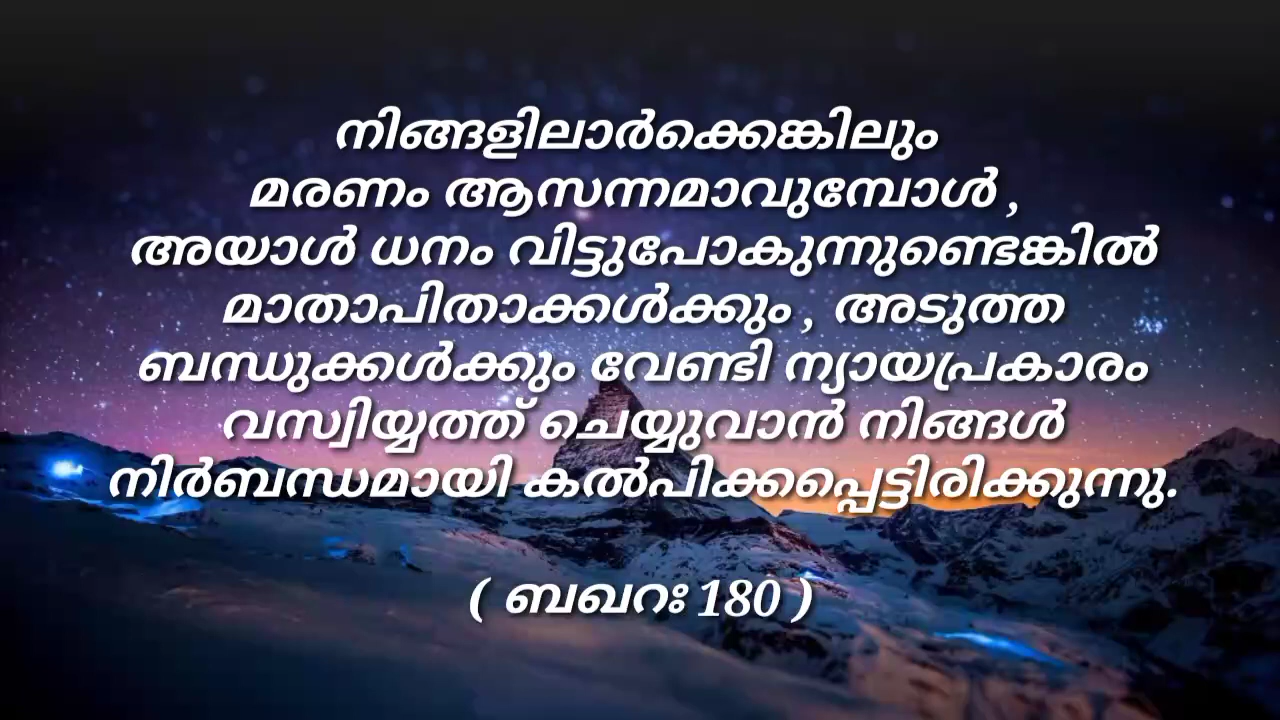 നിങ്ങളിലാർക്കെങ്കിലും
മരണം ആസന്നമാവുമ്പോൾ ,
അയാൾ ധനം വിട്ടുപോകുന്നുണ്ടെങ്കിൽ
മാതാപിതാക്കൾക്കും , അടുത്ത
ബന്ധുക്കൾക്കും വേണ്ടി ന്യായപ്രകാരം
വസ്വിയ്യത്ത് ചെയ്യുവാൻ നിങ്ങൾ
നിർബന്ധമായി കൽപിക്കപ്പെട്ടിരിക്കുന്നു.
( ബഖറഃ 180 )